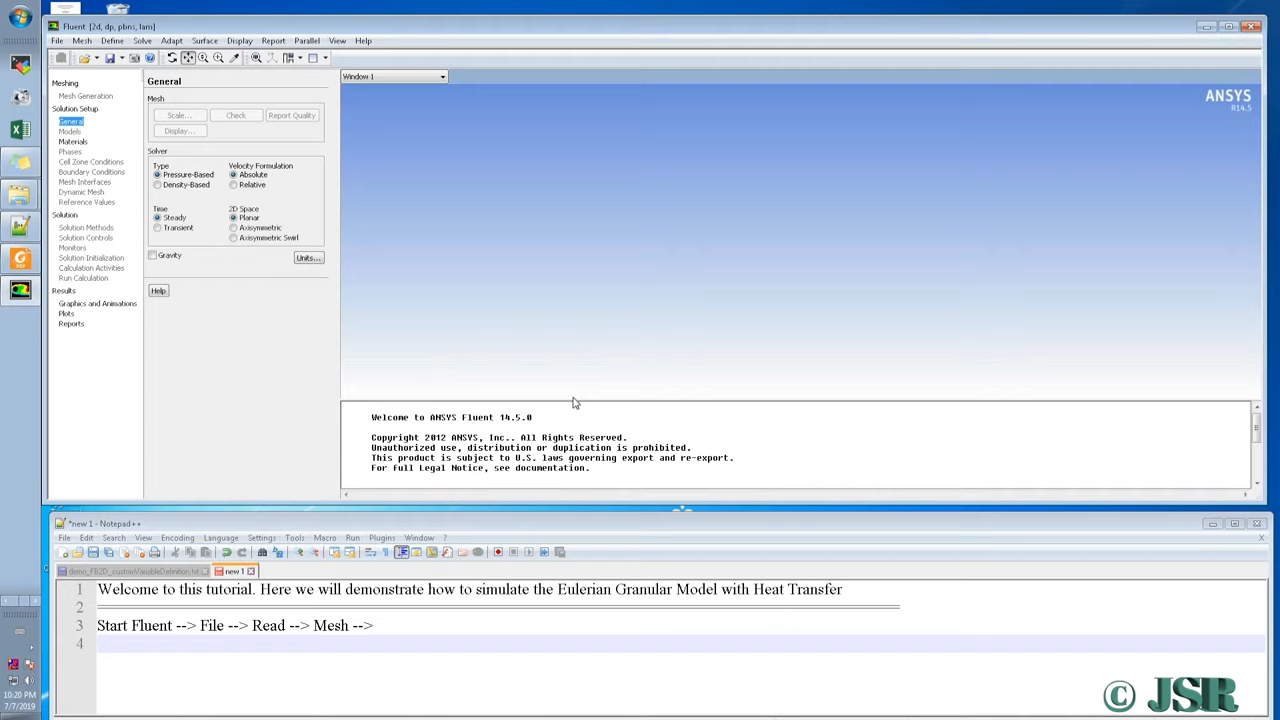 Fluent [2d, dp, pbns, lam]
File Mesh Define Solve Adapt Surface Display Report Parallel View Help
Meshing
Mesh Generation
Solution Setup
General
Models
Materials
Phases
Cell Zone Conditions
Boundary Conditions
Mesh Interfaces
Dynamic Mesh
Reference Values
Solution
Solution Methods
Solution Controls
Monitors
Solution Initialization
Calculation Activities
Run Calculation
Results
Graphics and Animations
Plots
Reports
General
Mesh
Scale... Check Report Quality
Display...
Solver
Type Velocity Formulation
Pressure-Based Absolute
Density-Based Relative
Time 2D Space
Steady Planar
Transient Axisymmetric
Axisymmetric Swirl
Gravity Units...
Help
Window 1
ANSYS
R14.5
Welcome to ANSYS Fluent 14.5.0
Copyright 2012 ANSYS, Inc.. All Rights Reserved.
Unauthorized use, distribution or duplication is prohibited.
This product is subject to U.S. laws governing export and re-export.
For full Legal Notice, see documentation.
*new 1 - Notepad++
File Edit Search View Encoding Language Settings Tools Macro Run Plugins Window ? X
demo_FB2D_customVariableDefinition.txt new 1
1 Welcome to this tutorial. Here we will demonstrate how to simulate the Eulerian Granular Model with Heat Transfer
2 ================================================================
3 Start Fluent --> File --> Read --> Mesh -->
4
10:20 PM
7/7/2019
© JSR